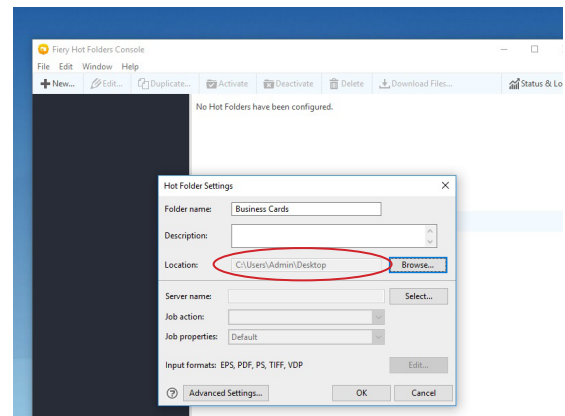 Fiery Hot Folders Console
File Edit Window Help
New... Edit... Duplicate... Activate Deactivate Delete Download Files... Status & Lo
No Hot Folders have been configured.
Hot Folder Settings
Folder name: Business Cards
Description:
Location: C:\Users\Admin\Desktop Browse...
Server name: Select...
Job action:
Job properties: Default
Input formats: EPS, PDF, PS, TIFF, VDP Edit...
Advanced Settings... OK Cancel